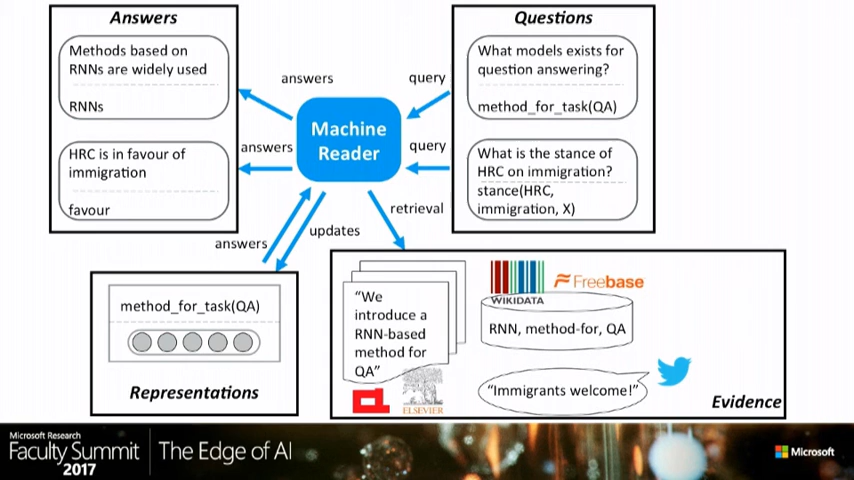 Answers
Methods based on
RNNs are widely used
RNNs
HRC is in favour of
immigration
favour
answers
answers
Machine
Reader
query
query
Questions
What models exists for
question answering?
method_for_task(QA)
What is the stance of
HRC on immigration?
stance(HRC,
immigration, X)
answers
updates
retrieval
method_for_task(QA)
Representations
“We
introduce a
RNN-based
method for
QA”
ELSEVIER
WIKIDATA
Freebase
RNN, method-for, QA
“Immigrants welcome!”
Evidence
Microsoft Research
Faculty Summit
2017
The Edge of AI
Microsoft